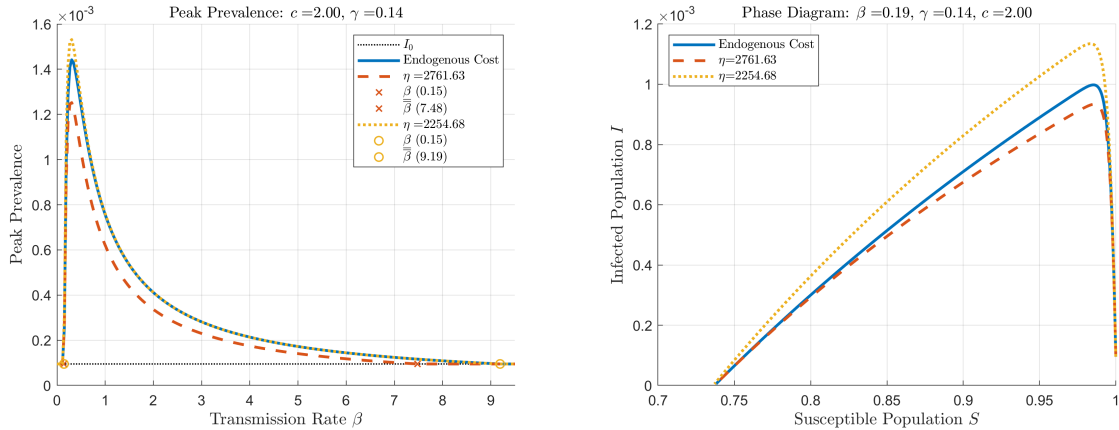 Peak Prevalence: c=2.00, γ=0.14
×10⁻³
1.6
1.4
1.2
1
0.8
0.6
0.4
0.2
0
Peak Prevalence
I₀
Endogenous Cost
η =2761.63
β (0.15)
β̿ (7.48)
η =2254.68
β (0.15)
β̿ (9.19)
0 1 2 3 4 5 6 7 8 9
Transmission Rate β
Phase Diagram: β =0.19, γ =0.14, c =2.00
×10⁻³
1.2
1
0.8
0.6
0.4
0.2
0
Infected Population I
Endogenous Cost
η=2761.63
η=2254.68
0.7 0.75 0.8 0.85 0.9 0.95 1
Susceptible Population S